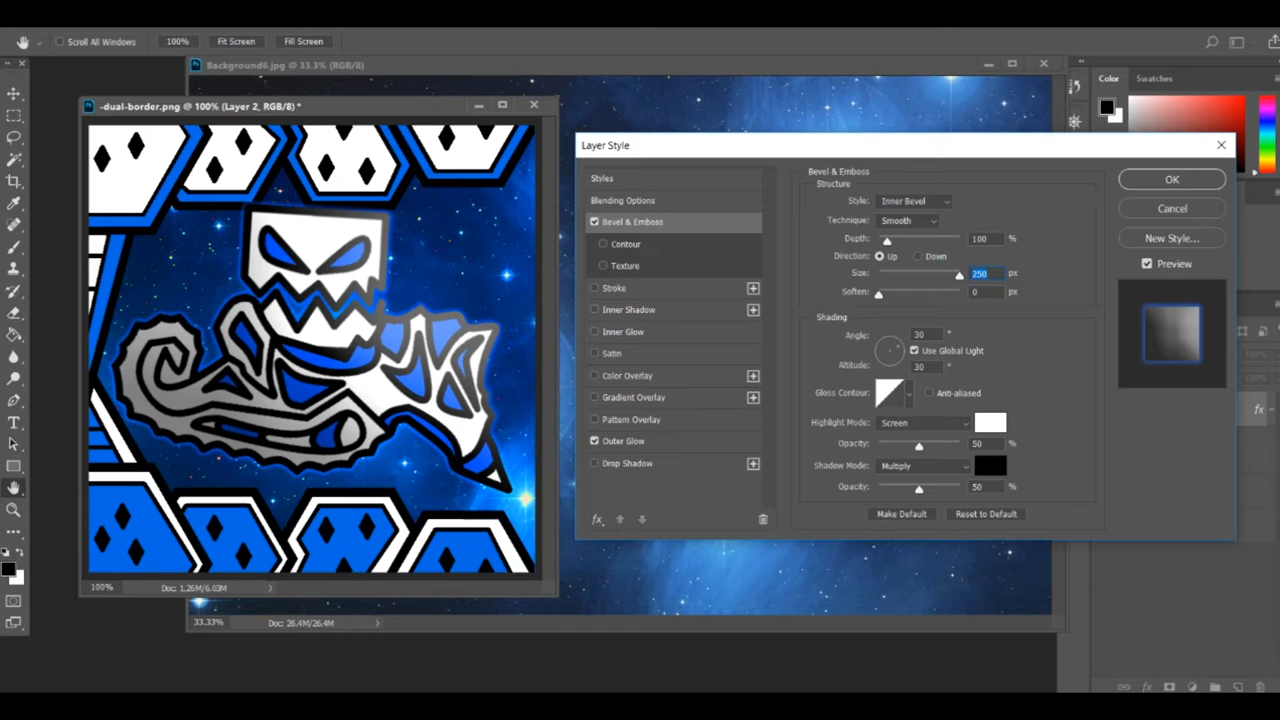 Scroll All Windows 100% Fit Screen Fill Screen
Background6.jpg @ 33.3% (RGB/8)
Color Swatches
-dual-border.png @ 100% (Layer 2, RGB/8) *
Layer Style
Styles
Blending Options
Bevel & Emboss
Contour
Texture
Stroke
Inner Shadow
Inner Glow
Satin
Color Overlay
Gradient Overlay
Pattern Overlay
Outer Glow
Drop Shadow
fx
Bevel & Emboss
Structure
Style: Inner Bevel
Technique: Smooth
Depth: 100 %
Direction: Up Down
Size: 250 px
Soften: 0 px
Shading
Angle: 30 °
Use Global Light
Altitude: 30 °
Gloss Contour: Anti-aliased
Highlight Mode: Screen
Opacity: 50 %
Shadow Mode: Multiply
Opacity: 50 %
Make Default Reset to Default
OK
Cancel
New Style...
Preview
fx
100% Doc: 1.26M/6.83M
33.33% Doc: 26.4M/26.4M
fx